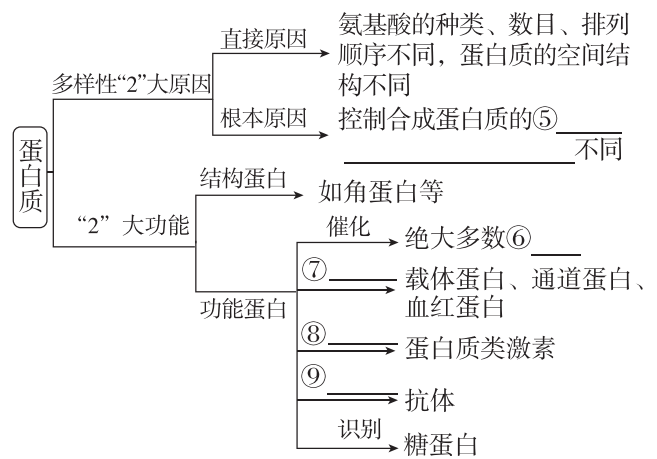 直接原因
氨基酸的种类、数目、排列
顺序不同，蛋白质的空间结
构不同
多样性“2”大原因
根本原因
控制合成蛋白质的⑤
不同
蛋白质
结构蛋白
如角蛋白等
“2”大功能
催化
绝大多数⑥
⑦
载体蛋白、通道蛋白、
血红蛋白
功能蛋白
⑧
蛋白质类激素
⑨
抗体
识别
糖蛋白